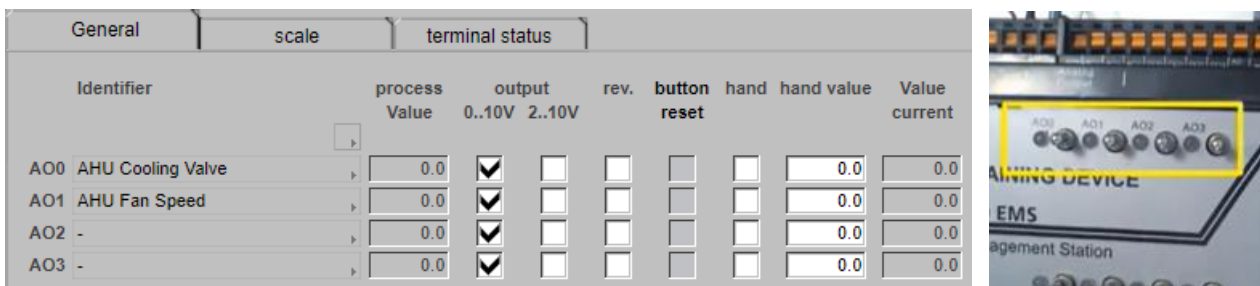 General scale terminal status
Identifier process output rev. button hand hand value Value
Value 0..10V 2..10V reset current
AO0 AHU Cooling Valve 0.0 0.0 0.0
AO1 AHU Fan Speed 0.0 0.0 0.0
AO2 - 0.0 0.0 0.0
AO3 - 0.0 0.0 0.0
AO0 AO1 AO2 AO3
AINING DEVICE
EMS
agement Station